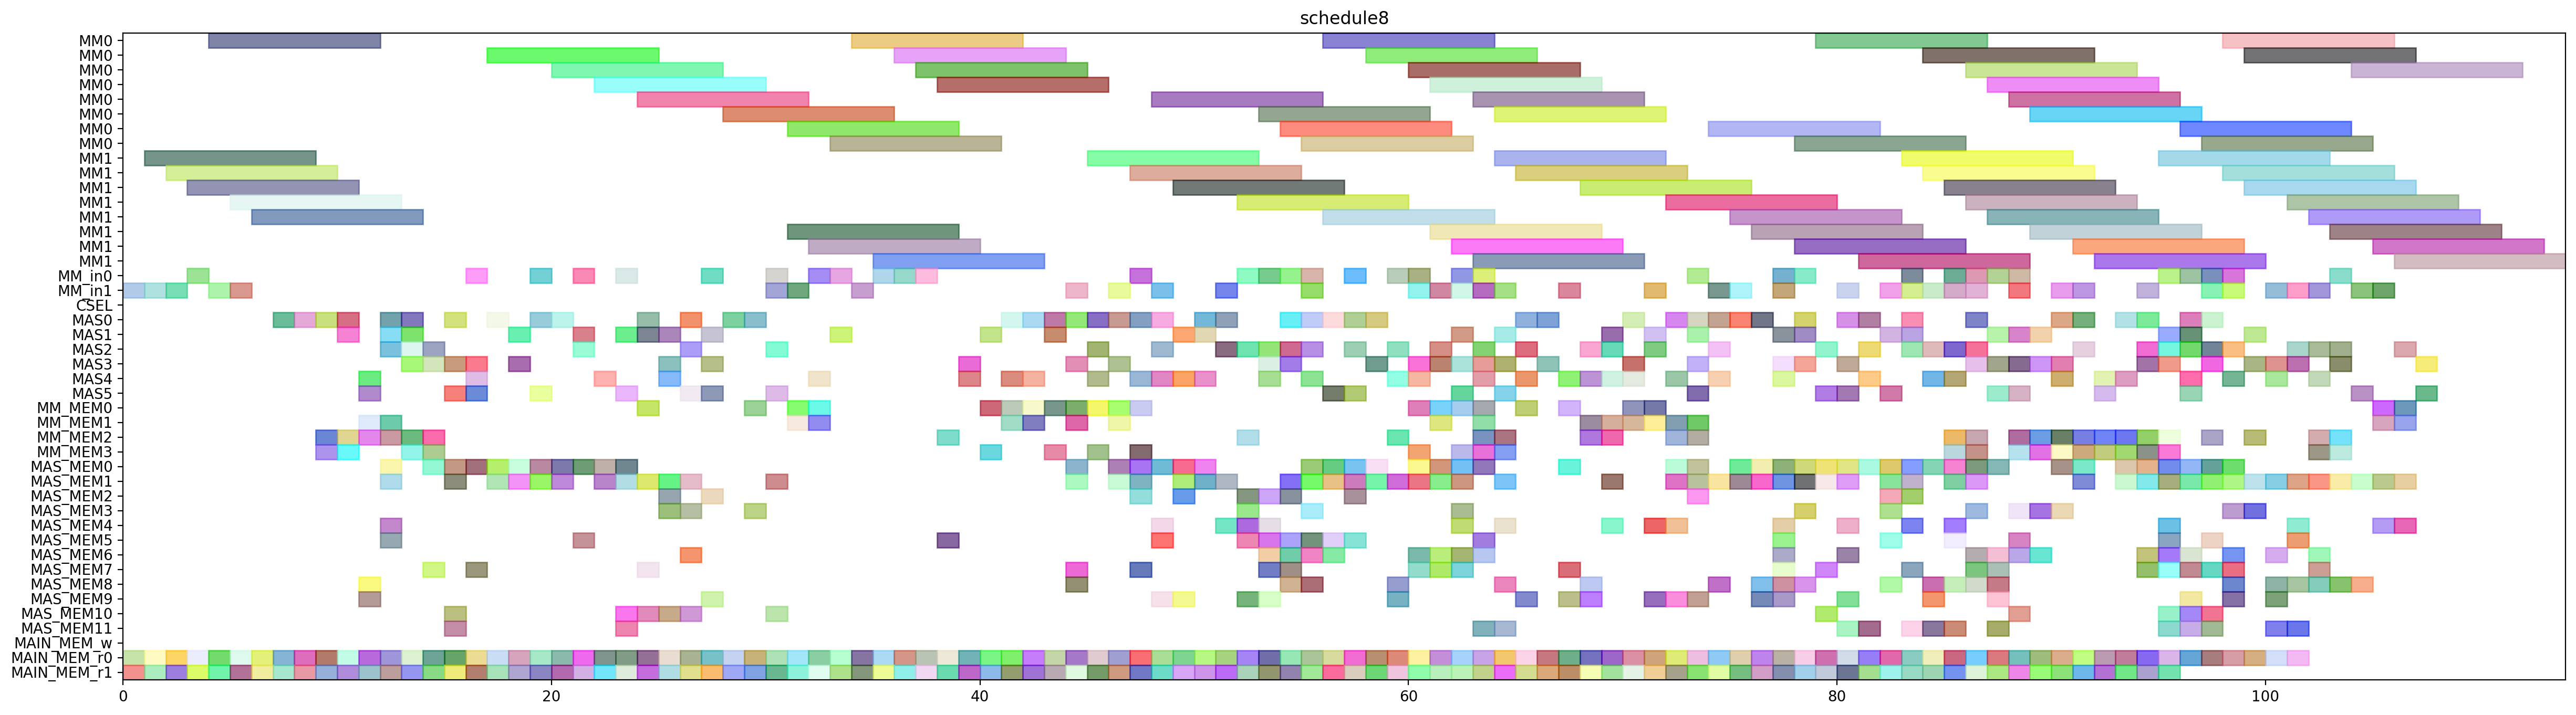 schedule8
MM0
MM0
MM0
MM0
MM0
MM0
MM0
MM0
MM1
MM1
MM1
MM1
MM1
MM1
MM1
MM1
MM_in0
MM_in1
CSEL
MAS0
MAS1
MAS2
MAS3
MAS4
MAS5
MM_MEM0
MM_MEM1
MM_MEM2
MM_MEM3
MAS_MEM0
MAS_MEM1
MAS_MEM2
MAS_MEM3
MAS_MEM4
MAS_MEM5
MAS_MEM6
MAS_MEM7
MAS_MEM8
MAS_MEM9
MAS_MEM10
MAS_MEM11
MAIN_MEM_w
MAIN_MEM_r0
MAIN_MEM_r1
0 20 40 60 80 100